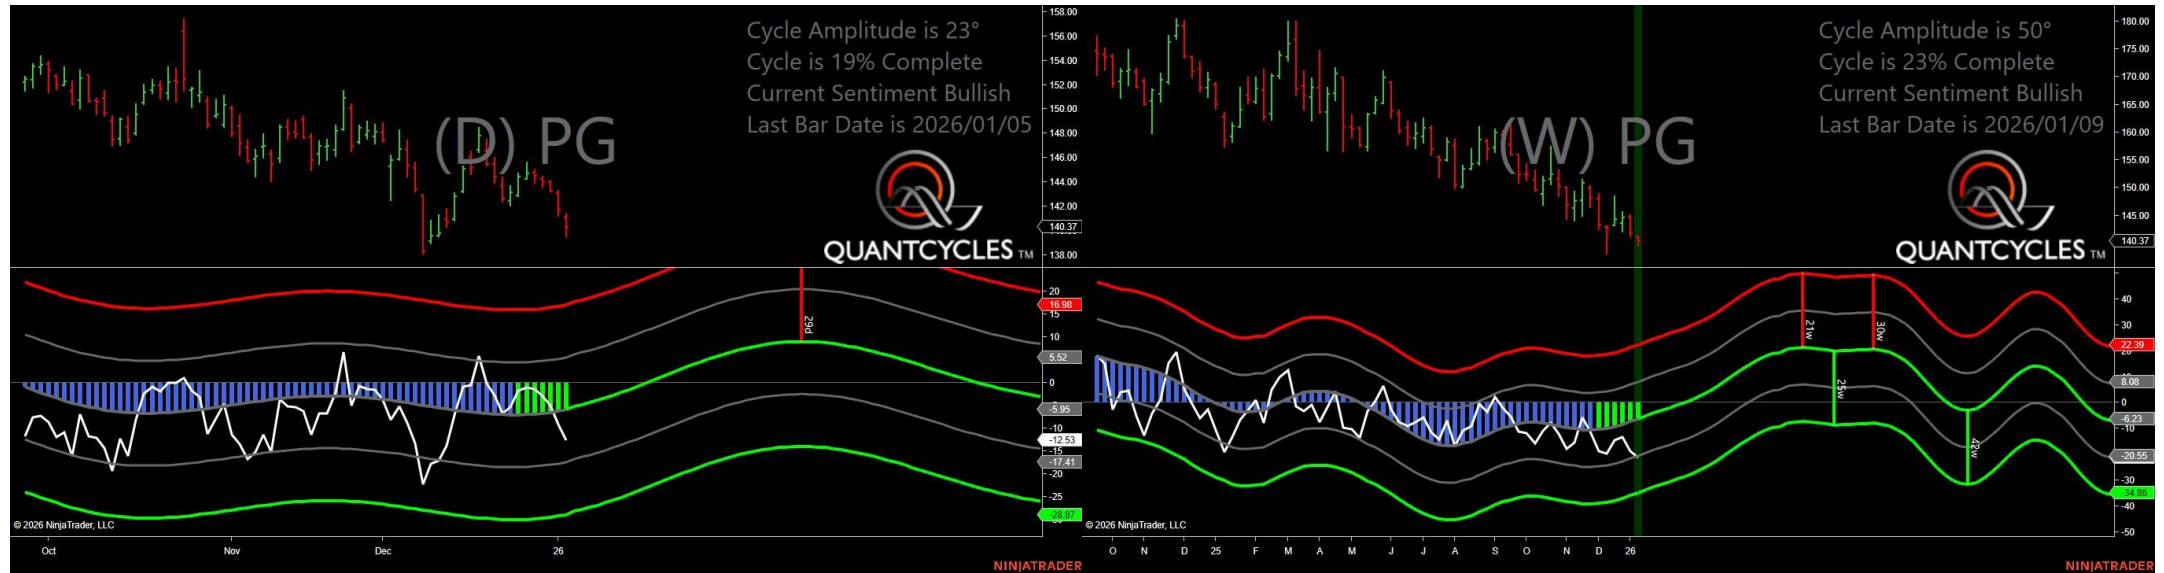 Cycle Amplitude is 23°
Cycle is 19% Complete
Current Sentiment Bullish
Last Bar Date is 2026/01/05
(D) PG
QUANTCYCLES TM
158.00
156.00
154.00
152.00
150.00
148.00
146.00
144.00
142.00
140.37
138.00
20
16.98
15
10
5.52
0
-5.95
-10
-12.53
-15
-17.41
-20
-25
-28.87
29d
© 2026 NinjaTrader, LLC
Oct Nov Dec 26
NINJATRADER
Cycle Amplitude is 50°
Cycle is 23% Complete
Current Sentiment Bullish
Last Bar Date is 2026/01/09
(W) PG
QUANTCYCLES TM
180.00
175.00
170.00
165.00
160.00
155.00
150.00
145.00
140.37
40
30
22.39
20
8.08
0
-6.23
-10
-20.55
-30
-34.86
-40
-50
21w
30w
25w
42w
© 2026 NinjaTrader, LLC
O N D 25 F M A M J J A S O N D 26
NINJATRADER